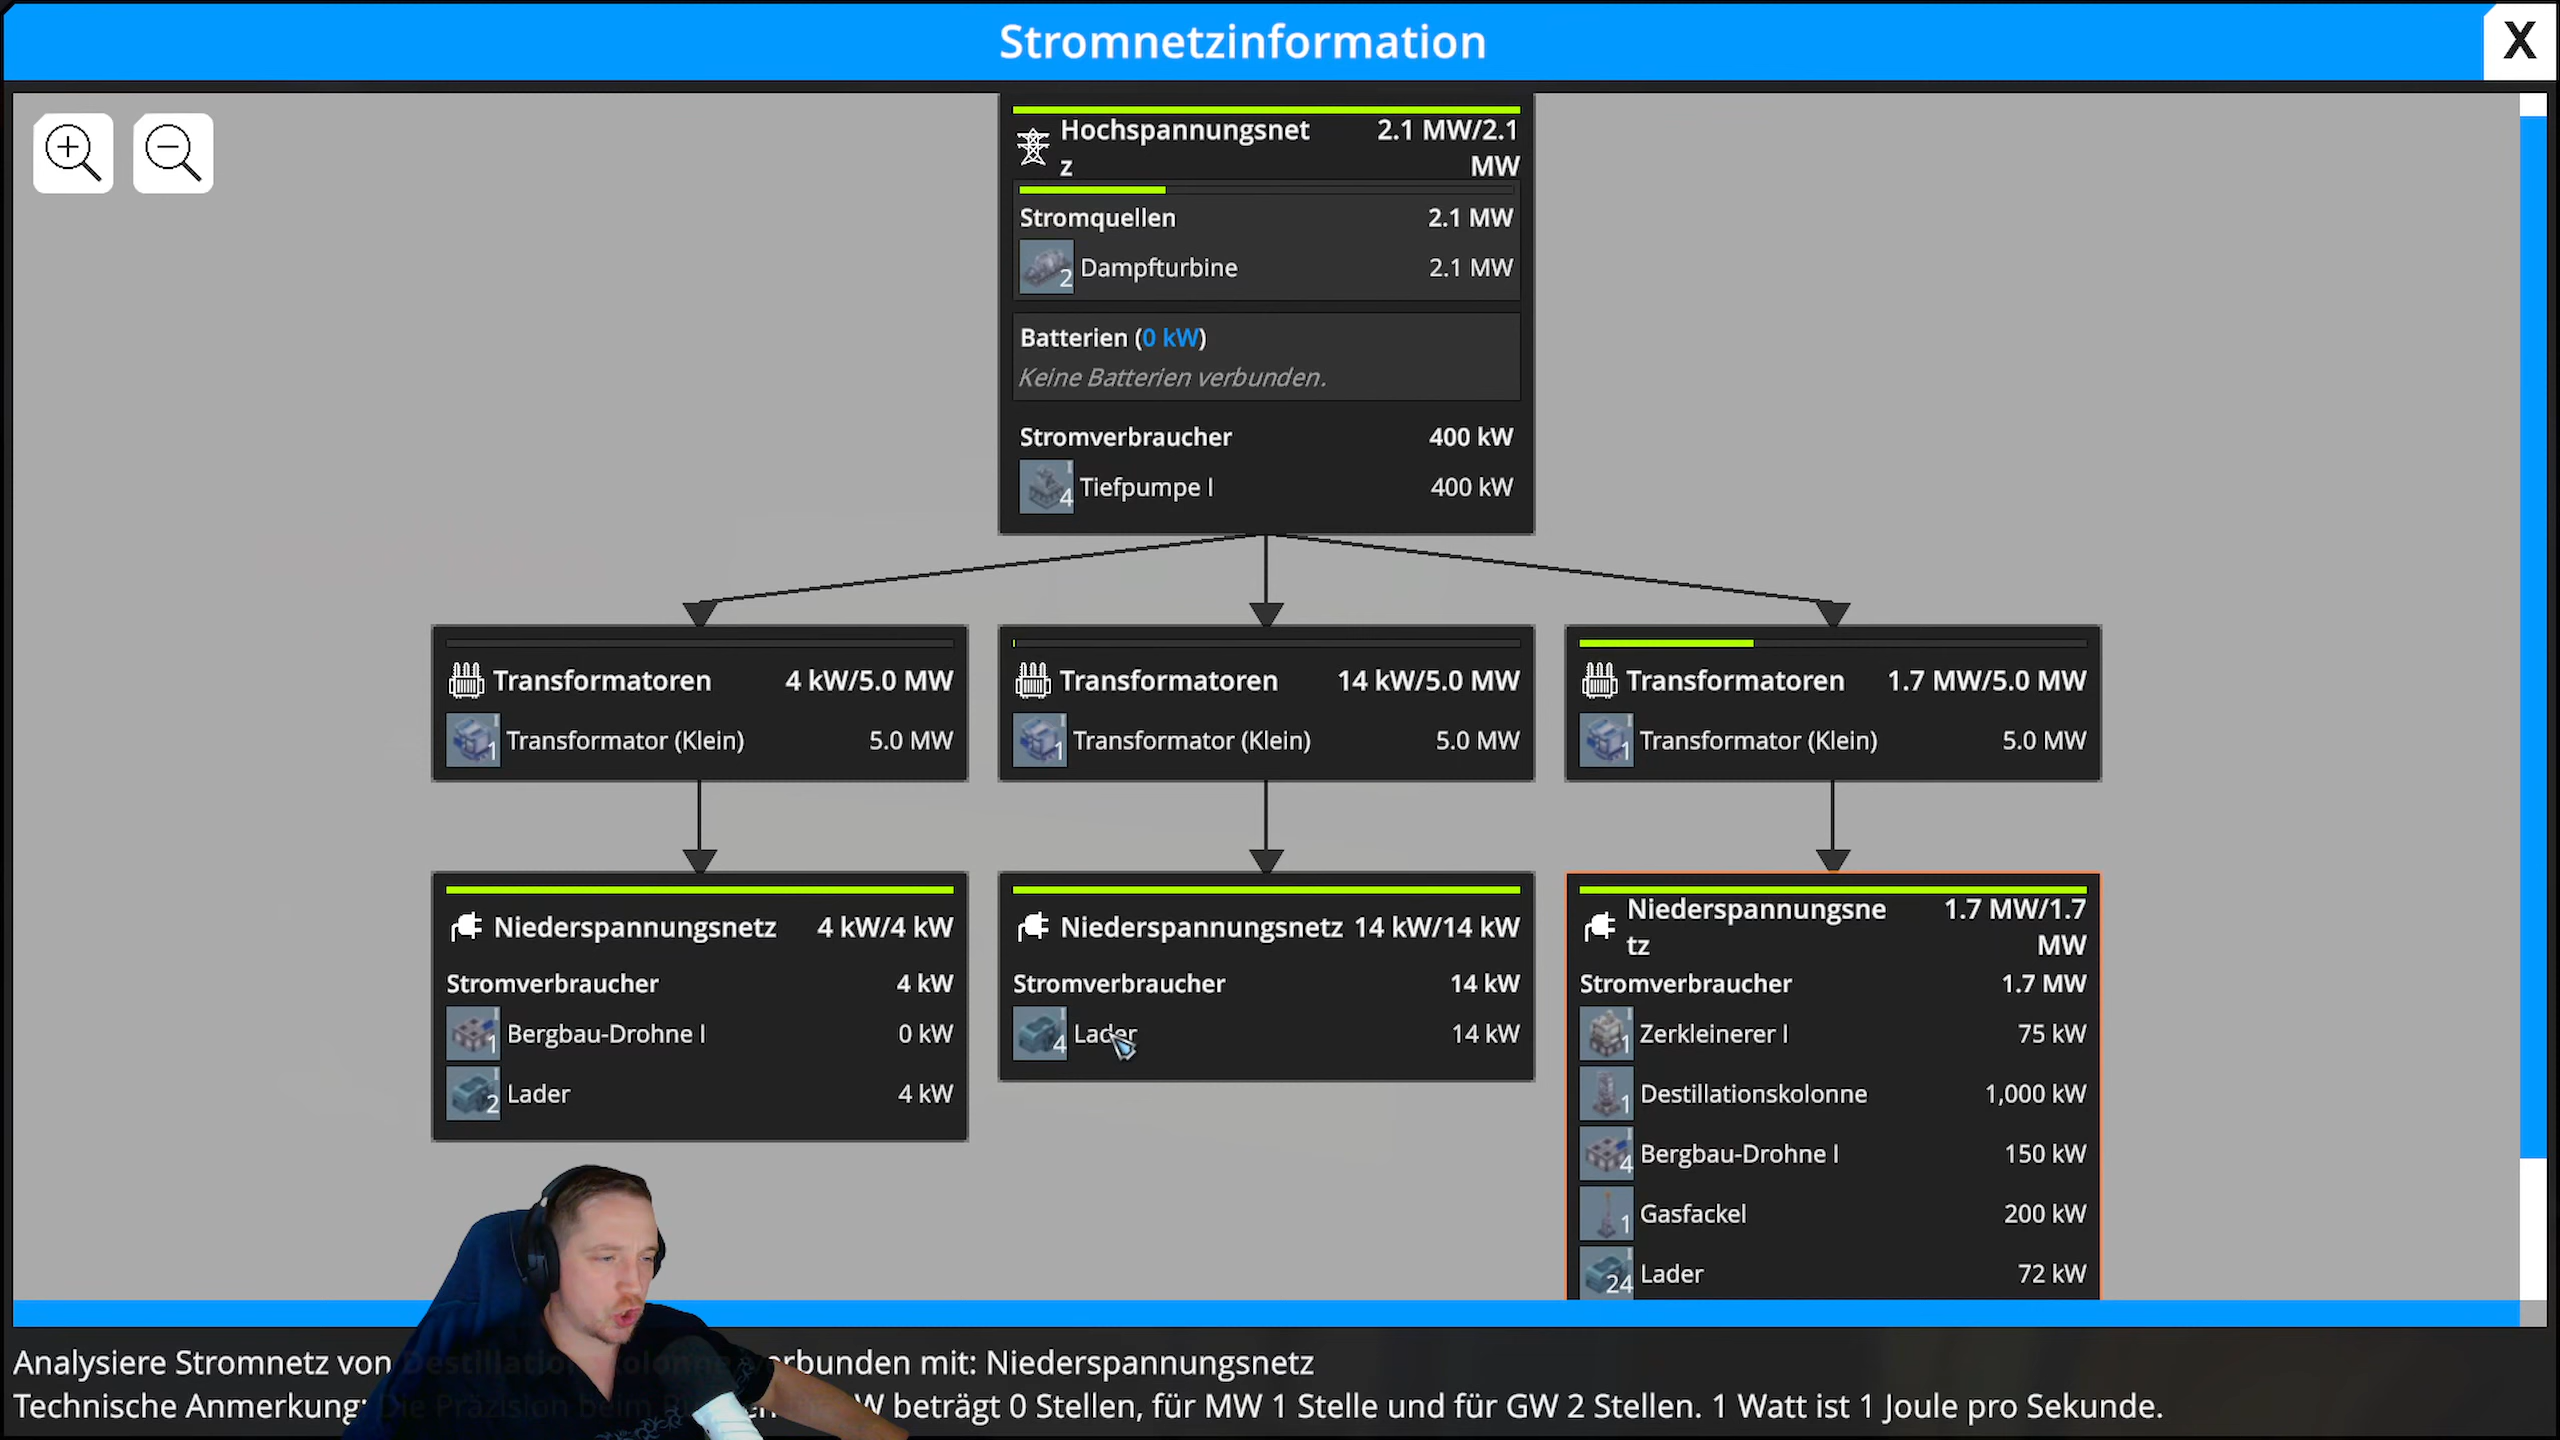 Stromnetzinformation
X
Hochspannungsnet
z
2.1 MW/2.1
MW
Stromquellen 2.1 MW
2 Dampfturbine 2.1 MW
Batterien (0 kW)
Keine Batterien verbunden.
Stromverbraucher 400 kW
4 Tiefpumpe I 400 kW
Transformatoren 4 kW/5.0 MW
1 Transformator (Klein) 5.0 MW
Transformatoren 14 kW/5.0 MW
1 Transformator (Klein) 5.0 MW
Transformatoren 1.7 MW/5.0 MW
1 Transformator (Klein) 5.0 MW
Niederspannungsnetz 4 kW/4 kW
Stromverbraucher 4 kW
1 Bergbau-Drohne I 0 kW
2 Lader 4 kW
Niederspannungsnetz 14 kW/14 kW
Stromverbraucher 14 kW
4 Lader 14 kW
Niederspannungsne
tz
1.7 MW/1.7
MW
Stromverbraucher 1.7 MW
1 Zerkleinerer I 75 kW
1 Destillationskolonne 1,000 kW
4 Bergbau-Drohne I 150 kW
1 Gasfackel 200 kW
24 Lader 72 kW
Analysiere Stromnetz von mit: Niederspannungsnetz
Technische Anmerkung: Die Präzision beim beträgt 0 Stellen, für MW 1 Stelle und für GW 2 Stellen. 1 Watt ist 1 Joule pro Sekunde.